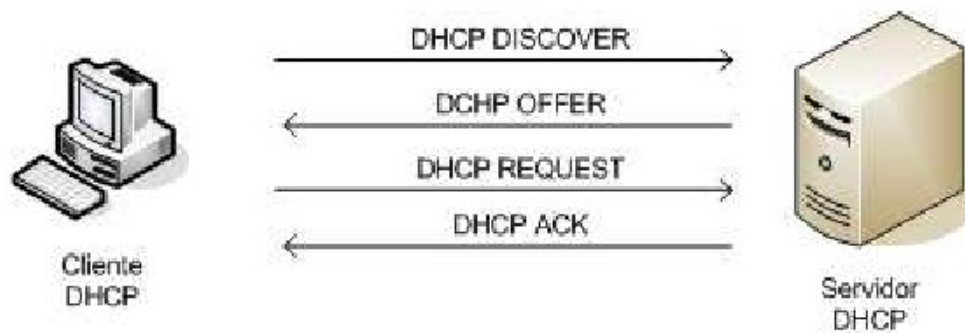 DHCP DISCOVER
DCHP OFFER
DHCP REQUEST
DHCP ACK
Cliente
DHCP
Servidor
DHCP